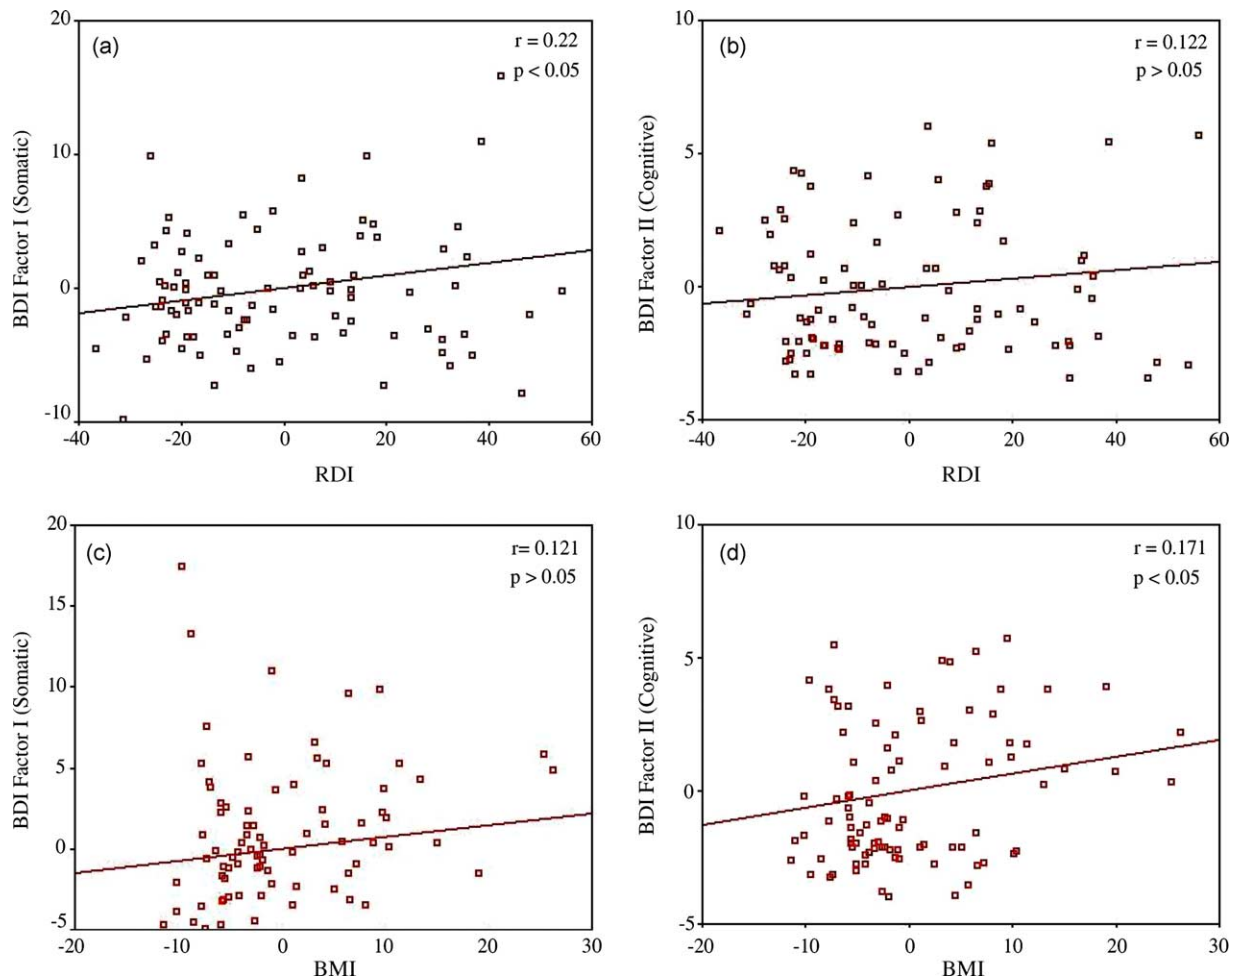 20
(a)
r = 0.22
p < 0.05
10
0
-10
-40
-20
0
20
40
60
BDI Factor I (Somatic)
RDI
10
(b)
r = 0.122
p > 0.05
5
0
-5
-40
-20
0
20
40
60
BDI Factor II (Cognitive)
RDI
20
(c)
r= 0.121
p > 0.05
15
10
5
0
-5
-20
-10
0
10
20
30
BDI Factor I (Somatic)
BMI
10
(d)
r = 0.171
p < 0.05
5
0
-5
-20
-10
0
10
20
30
BDI Factor II (Cognitive)
BMI